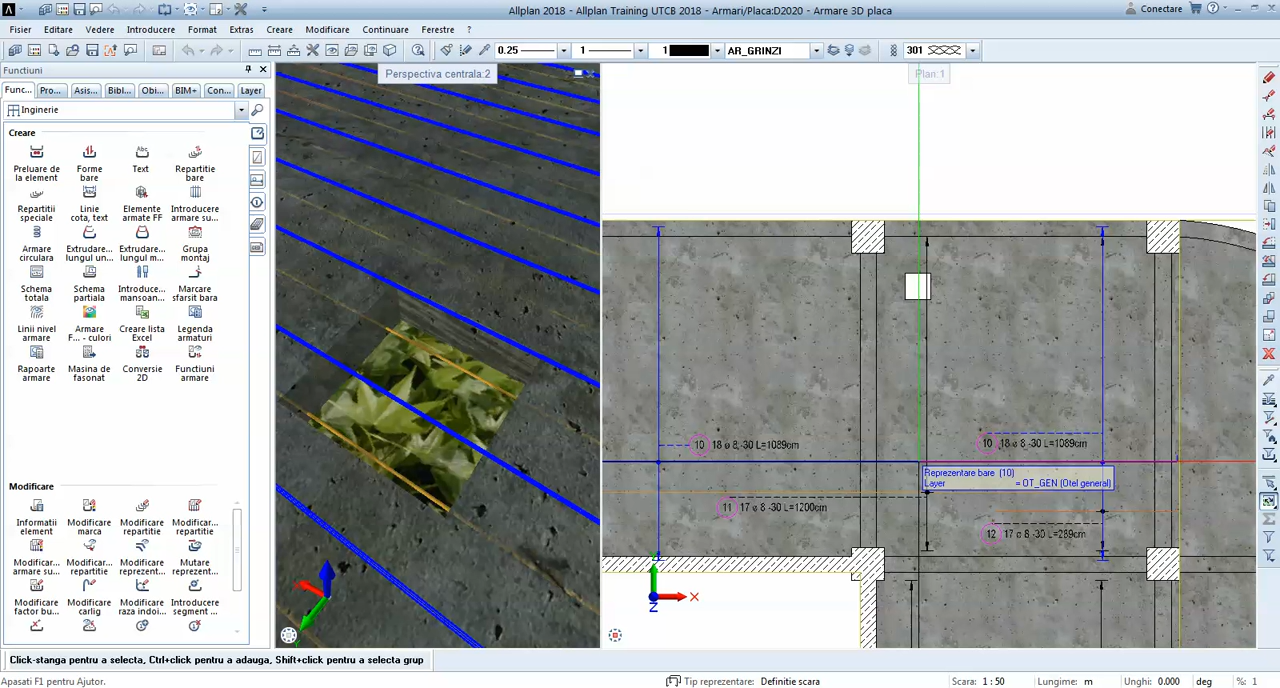 Allplan 2018 - Allplan Training UTCB - Armari/Placa:D2020 - Armare 3D placa
Conectare
Fisier Editare Vedere Introducere Format Extras Creare Modificare Continuare Ferestre ?
0.25 1 1 AR_GRINZI 301
Functiuni
Func... Pro... Asis... Bibl... Obi... BIM+ Con... Layer
Inginerie
Creare
Preluare de la element
Forme bare
Text
Repartitie bare
Repartitii speciale
Linie cota, text
Elemente armate FF
Introducere armare su...
Armare circulara
Extrudare... lungul un...
Extrudare... lungul m...
Grupa montaj
Schema totala
Schema partiala
Introducere mansoan...
Marcare sfarsit bara
Linii nivel armare
Armare F... - culori
Creare lista Excel
Legenda armaturi
Rapoarte armare
Masina de fasonat
Conversie 2D
Functiuni armare
Modificare
Informatii element
Modificare marca
Modificare repartitie
Modificar...
Modificar... armare su...
Modificar... repartitie
Modificare reprezent...
Mutare reprezent...
Modificare factor bu...
Modificare carlig
Modificare raza indoi...
Introducere segment ...
Perspectiva centrala:2
Plan:1
10 18 ø 8 -30 L=1089cm
10 18 ø 8 -30 L=1089cm
Reprezentare bare (10)
Layer = OT_GEN (Otel general)
11 17 ø 8 -30 L=1200cm
12 17 ø 8 -30 L=289cm
X
Z
Click-stanga pentru a selecta, Ctrl+click pentru a adauga, Shift+click pentru a selecta grup
Apasati F1 pentru Ajutor.
Tip reprezentare: Definitie scara Scara: 1 : 50 Lungime: m Unghi: 0.000 deg %: 1